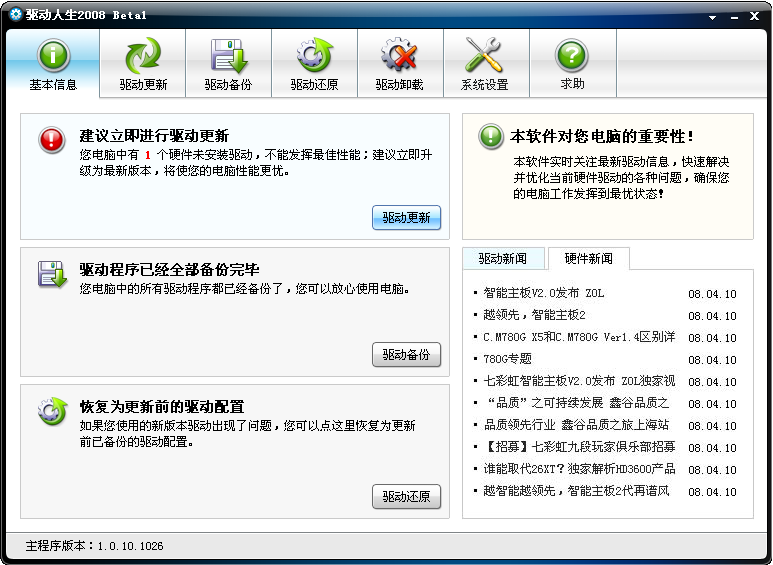 驱动人生2008 Beta1
基本信息
驱动更新
驱动备份
驱动还原
驱动卸载
系统设置
求助
建议立即进行驱动更新
您电脑中有 1 个硬件未安装驱动，不能发挥最佳性能；建议立即升
级为最新版本，将使您的电脑性能更优。
驱动更新
驱动程序已经全部备份完毕
您电脑中的所有驱动程序都已经备份了，您可以放心使用电脑。
驱动备份
恢复为更新前的驱动配置
如果您使用的新版本驱动出现了问题，您可以点这里恢复为更新
前已备份的驱动配置。
驱动还原
本软件对您电脑的重要性！
本软件实时关注最新驱动信息，快速解决
并优化当前硬件驱动的各种问题，确保您
的电脑工作发挥到最优状态！
驱动新闻
硬件新闻
智能主板V2.0发布 ZOL 08.04.10
越领先，智能主板2 08.04.10
C.M780G X5和C.M780G Ver1.4区别详 08.04.10
780G专题 08.04.10
七彩虹智能主板V2.0发布 ZOL独家视 08.04.10
“品质”之可持续发展 鑫谷品质之 08.04.10
品质领先行业 鑫谷品质之旅上海站 08.04.10
【招募】七彩虹九段玩家俱乐部招募 08.04.10
谁能取代26XT？独家解析HD3600产品 08.04.10
越智能越领先，智能主板2代再谱风 08.04.10
主程序版本：1.0.10.1026